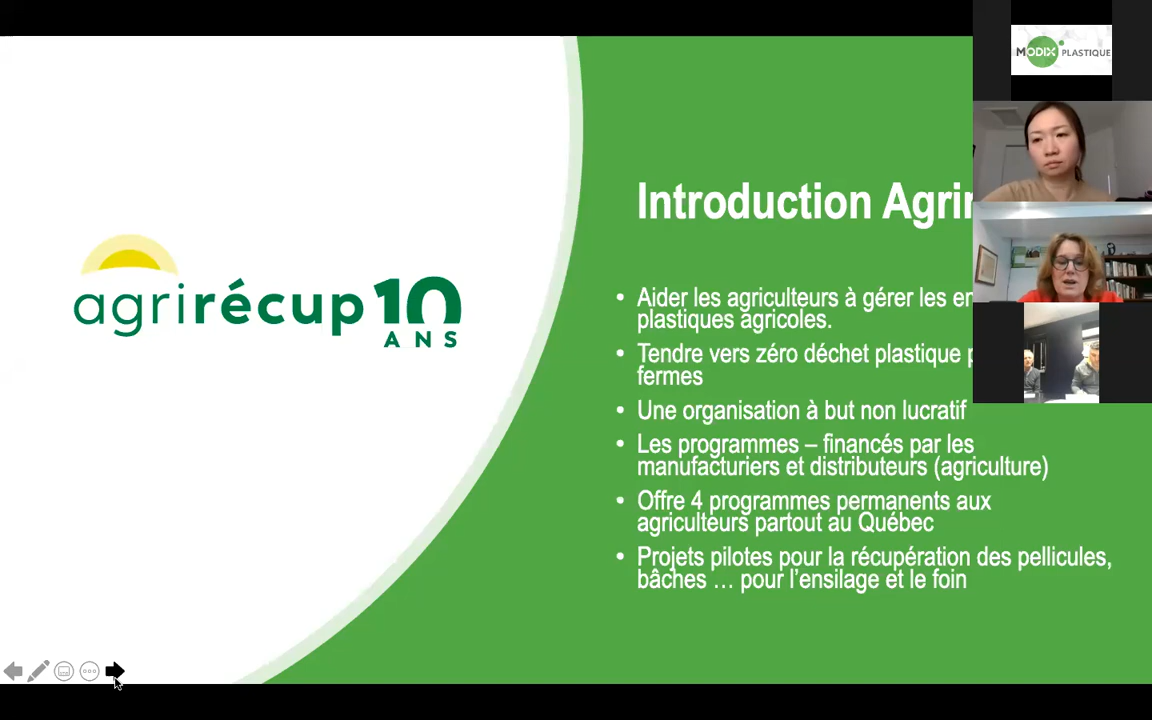 MODIX PLASTIQUE
agrirécup 10
ANS
Introduction Agrir
• Aider les agriculteurs à gérer les
plastiques agricoles.
• Tendre vers zéro déchet plastique
fermes
• Une organisation à but non lucratif
• Les programmes – financés par les
manufacturiers et distributeurs (agriculture)
• Offre 4 programmes permanents aux
agriculteurs partout au Québec
• Projets pilotes pour la récupération des pellicules,
bâches … pour l’ensilage et le foin